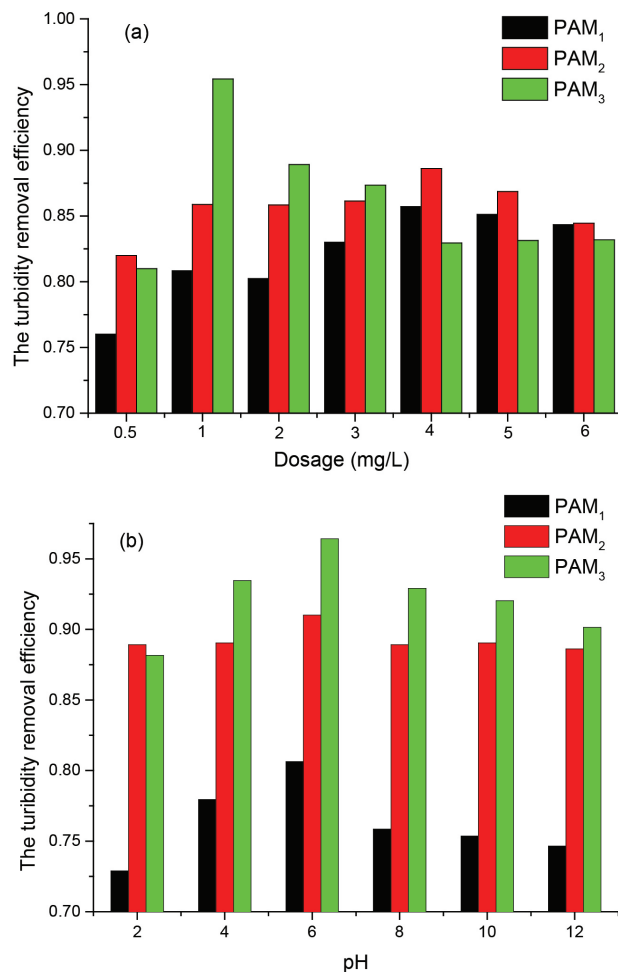 (a)
PAM1
PAM2
PAM3
The turbidity removal efficiency
1.00
0.95
0.90
0.85
0.80
0.75
0.70
0.5 1 2 3 4 5 6
Dosage (mg/L)
(b)
PAM1
PAM2
PAM3
The turibidity removal efficiency
0.95
0.90
0.85
0.80
0.75
0.70
2 4 6 8 10 12
pH